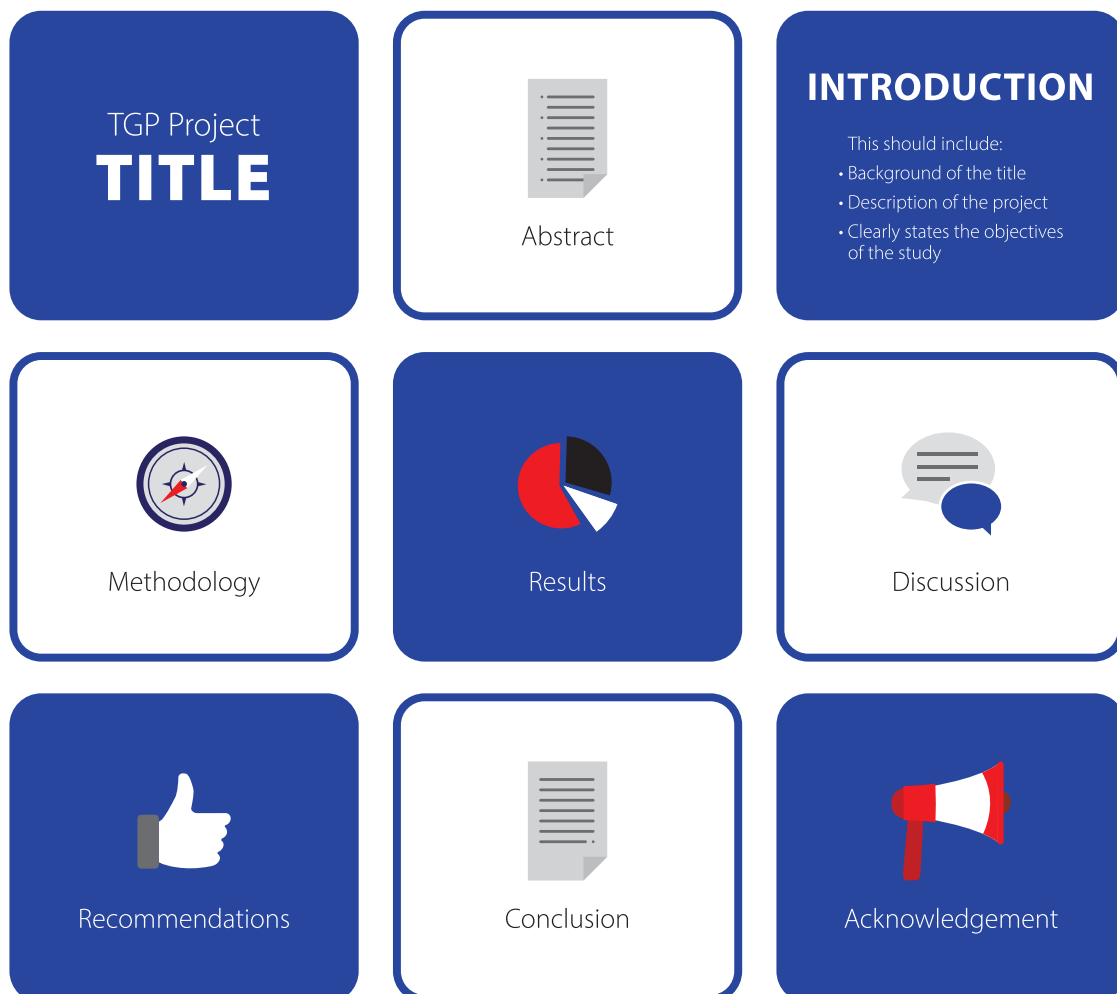 TGP Project
TITLE
Abstract
INTRODUCTION
This should include:
• Background of the title
• Description of the project
• Clearly states the objectives
of the study
Methodology
Results
Discussion
Recommendations
Conclusion
Acknowledgement